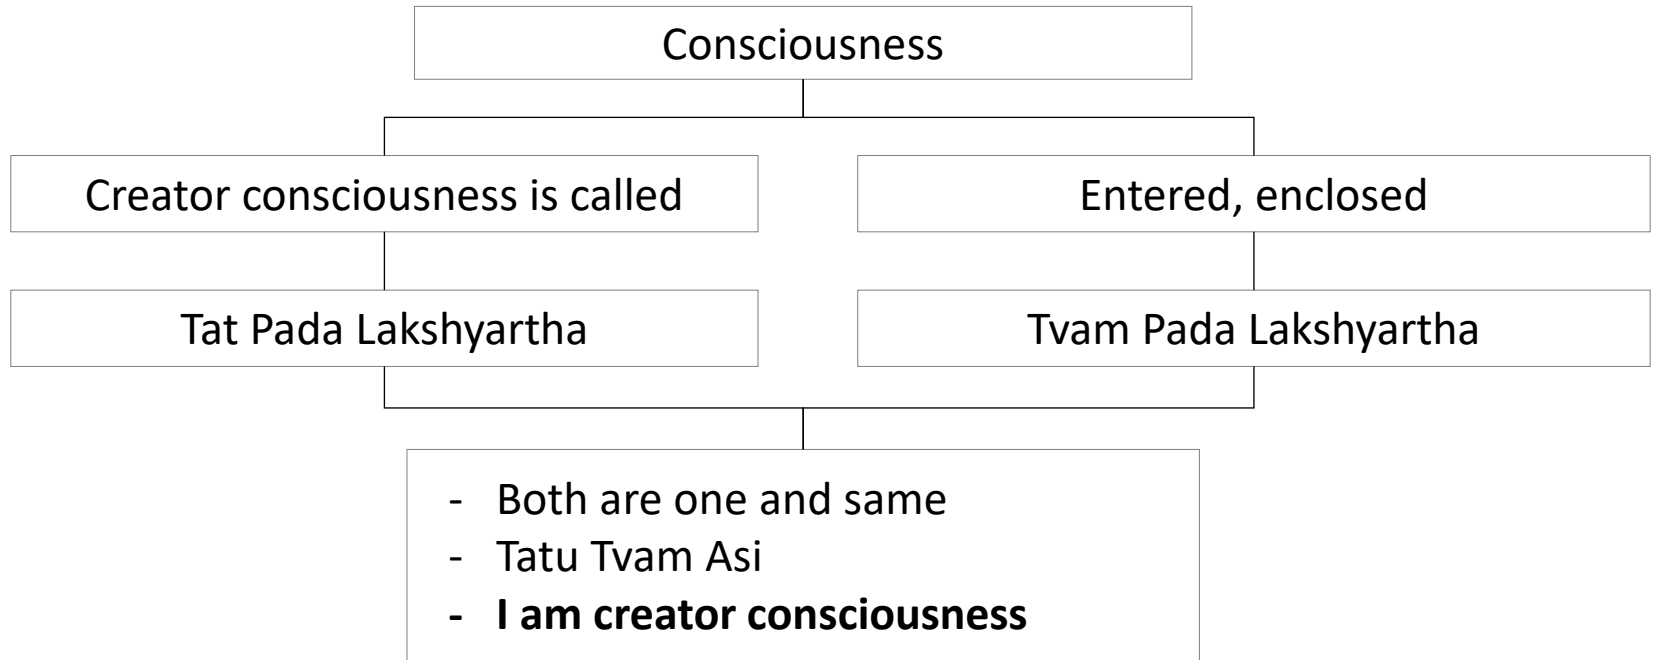 Consciousness
Creator consciousness is called
Entered, enclosed
Tat Pada Lakshyartha
Tvam Pada Lakshyartha
- Both are one and same
- Tatu Tvam Asi
- I am creator consciousness